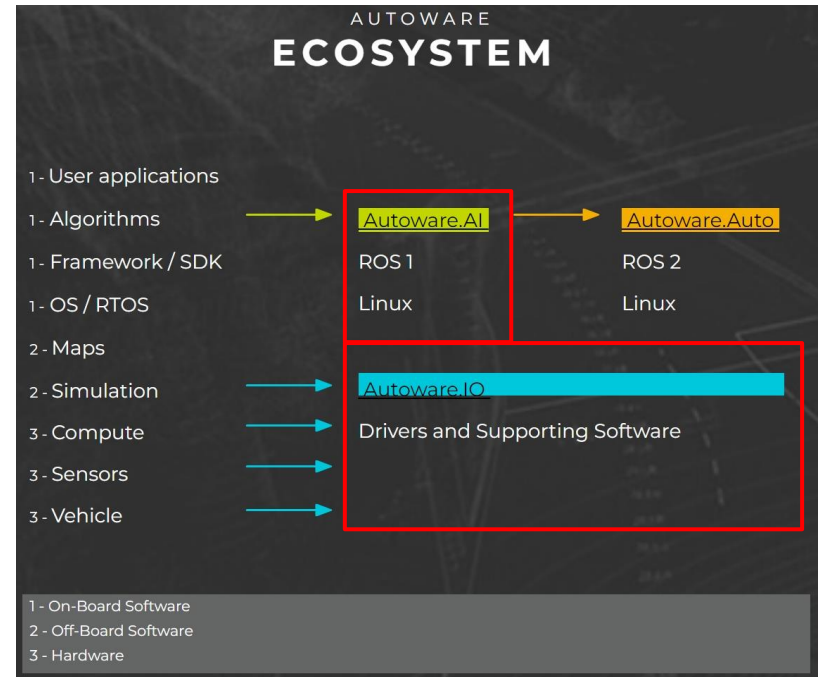 AUTOWARE
ECOSYSTEM
1 - User applications
1 - Algorithms
Autoware.AI
Autoware.Auto
1 - Framework / SDK
ROS 1
ROS 2
1 - OS / RTOS
Linux
Linux
2 - Maps
2 - Simulation
Autoware.IO
3 - Compute
Drivers and Supporting Software
3 - Sensors
3 - Vehicle
1 - On-Board Software
2 - Off-Board Software
3 - Hardware